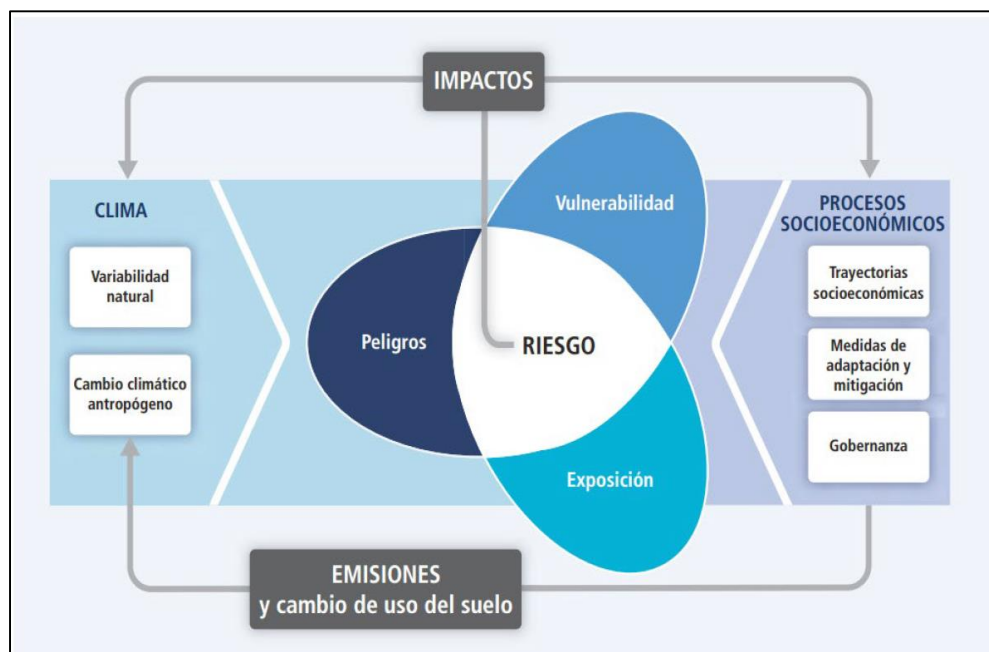 IMPACTOS
CLIMA
Variabilidad
natural
Cambio climático
antropógeno
Vulnerabilidad
Peligros
RIESGO
Exposición
PROCESOS
SOCIOECONÓMICOS
Trayectorias
socioeconómicas
Medidas de
adaptación y
mitigación
Gobernanza
EMISIONES
y cambio de uso del suelo